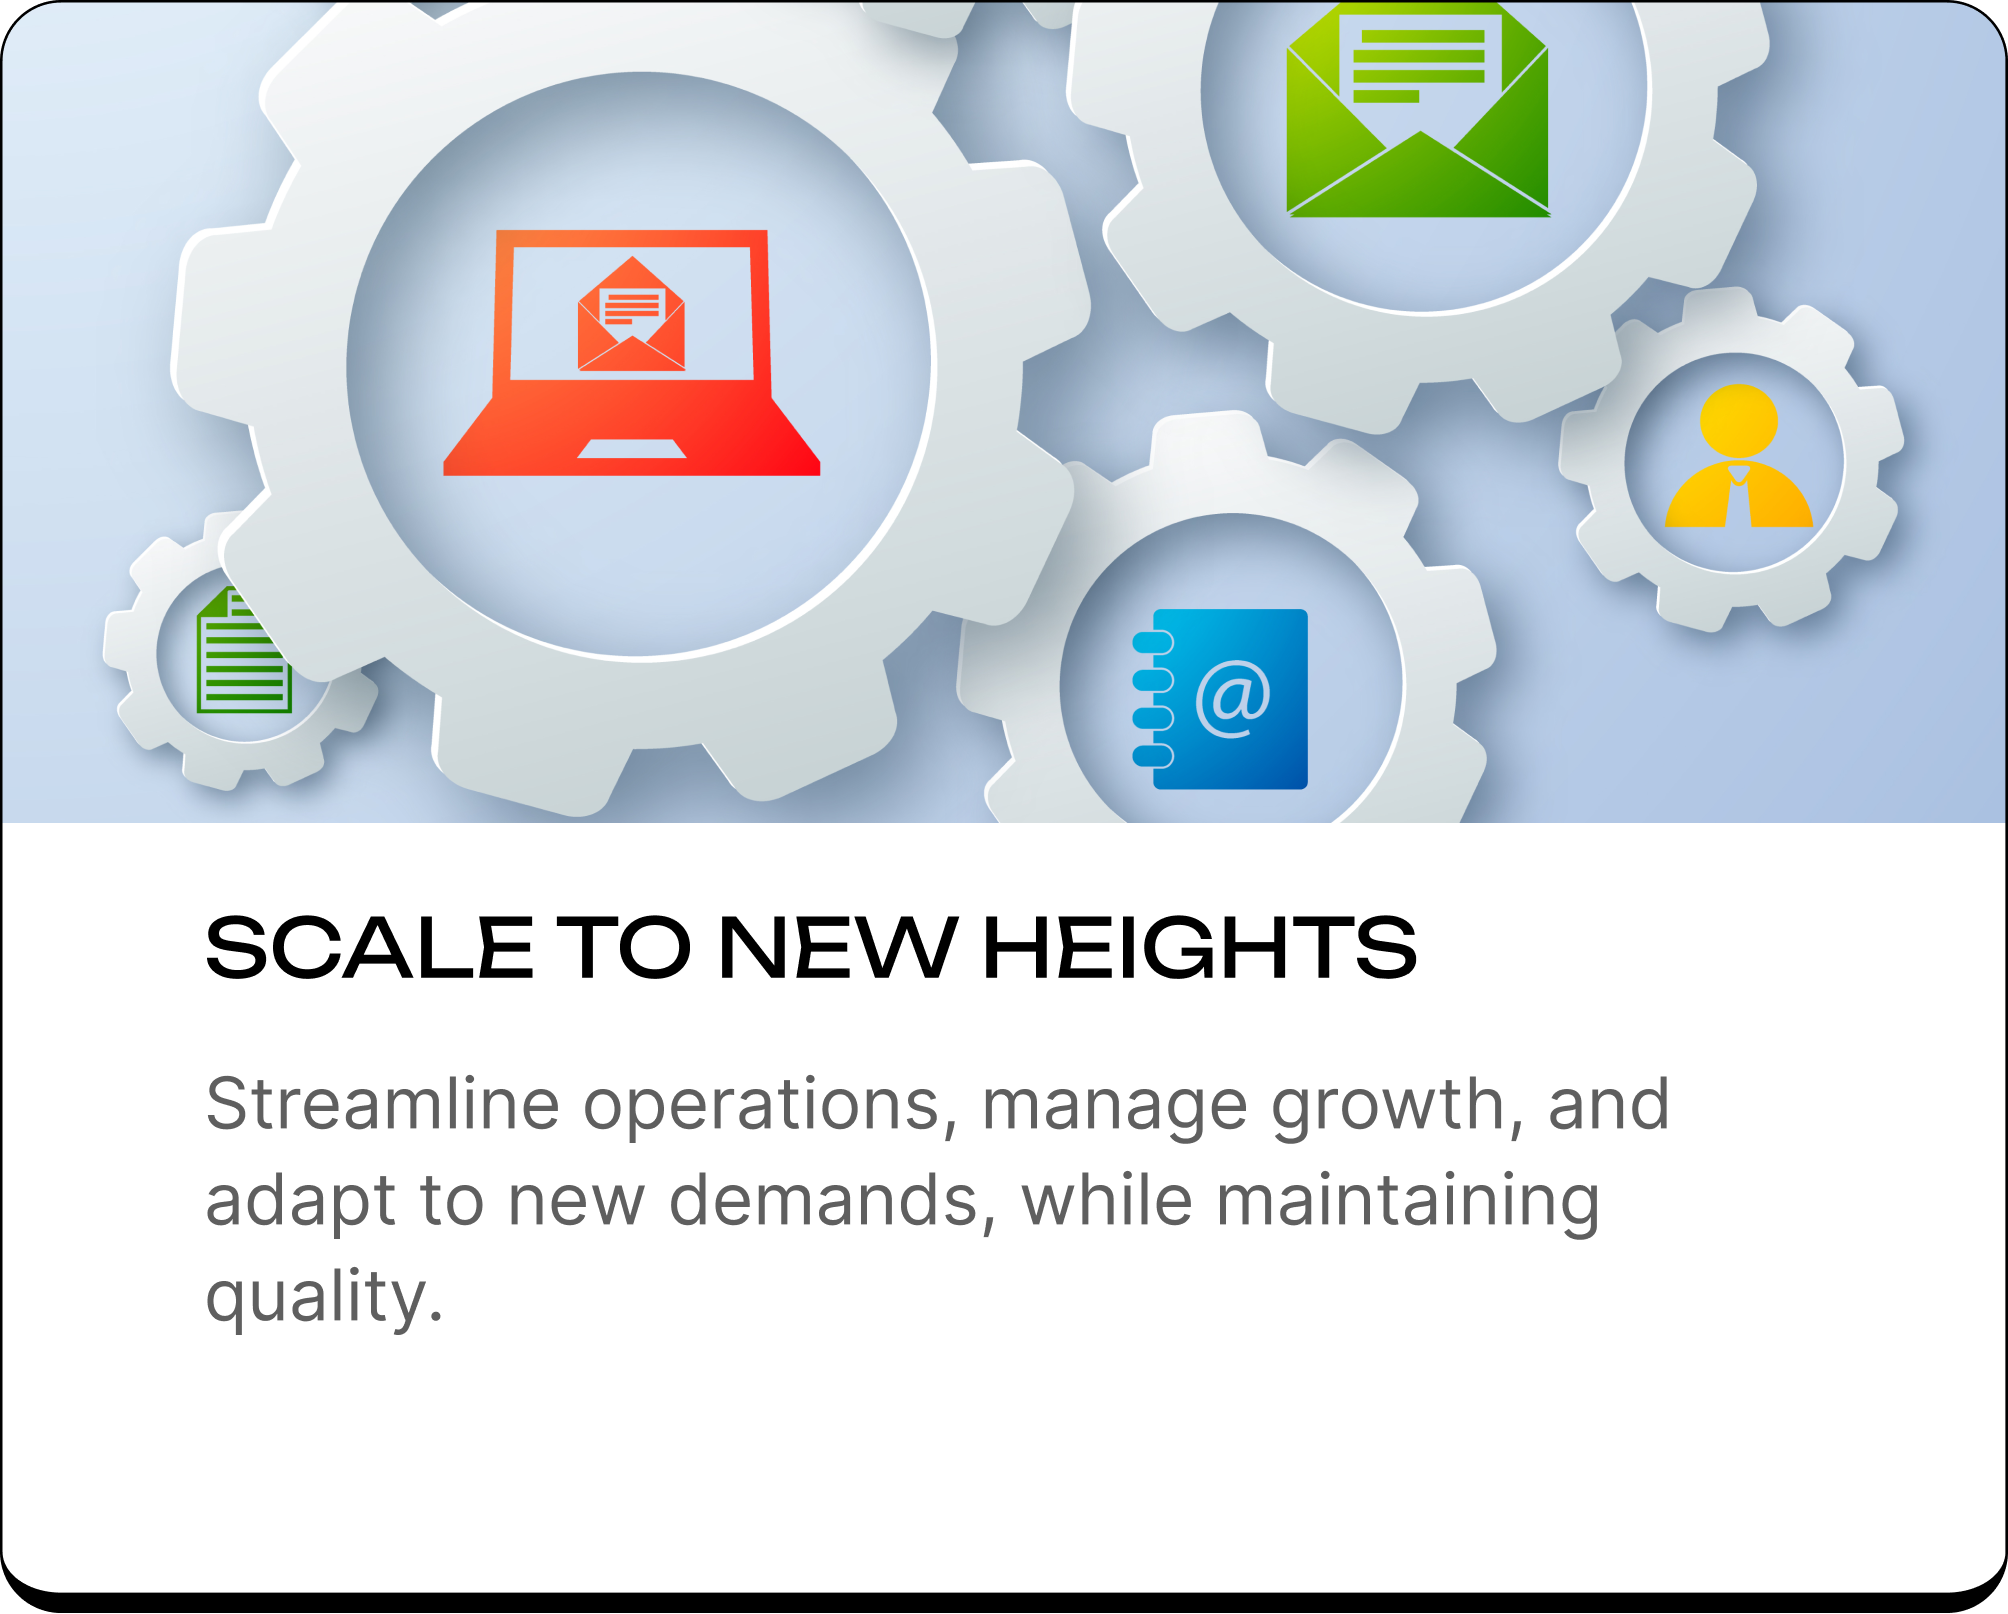 @
SCALE TO NEW HEIGHTS
Streamline operations, manage growth, and
adapt to new demands, while maintaining
quality.